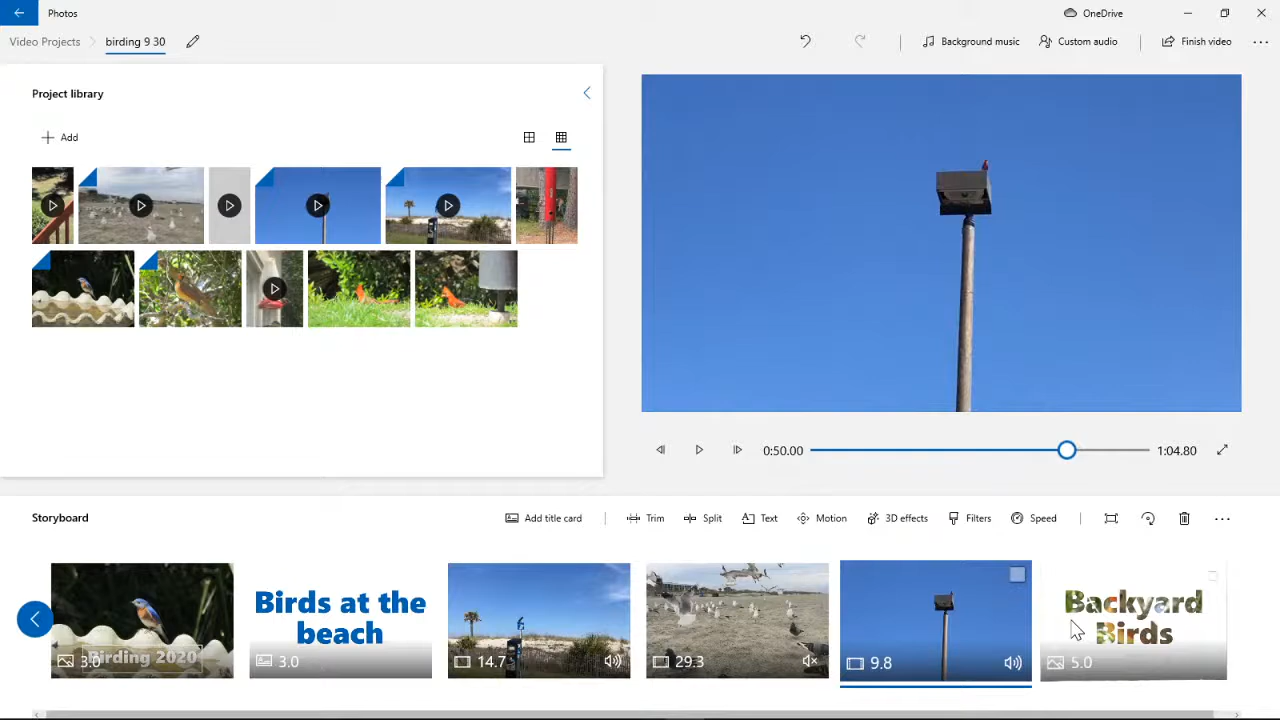 Photos
OneDrive
Video Projects
birding 9 30
Background music
Custom audio
Finish video
Project library
Add
0:50.00
1:04.80
Storyboard
Add title card
Trim
Split
Text
Motion
3D effects
Filters
Speed
Birding 2020
3.0
Birds at the
beach
3.0
14.7
29.3
9.8
Backyard
Birds
5.0